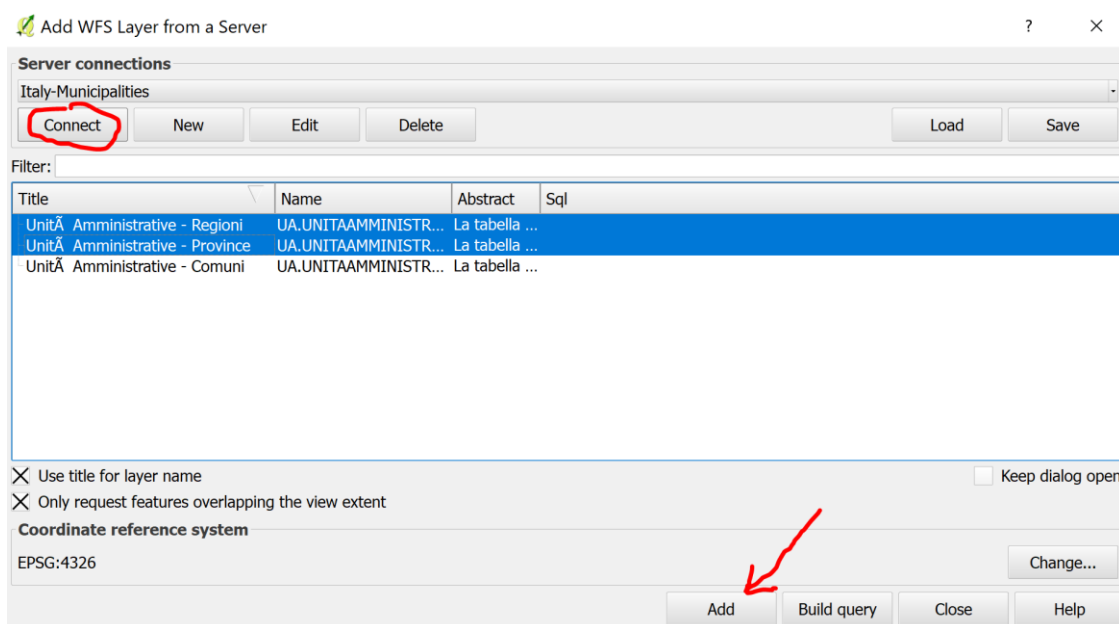 Add WFS Layer from a Server ? ×
Server connections
Italy-Municipalities
Connect New Edit Delete Load Save
Filter:
Title Name Abstract Sql
UnitÃ Amministrative - Regioni UA.UNITAAMMINISTR... La tabella ...
UnitÃ Amministrative - Province UA.UNITAAMMINISTR... La tabella ...
UnitÃ Amministrative - Comuni UA.UNITAAMMINISTR... La tabella ...
Use title for layer name Keep dialog open
Only request features overlapping the view extent
Coordinate reference system
EPSG:4326 Change...
Add Build query Close Help